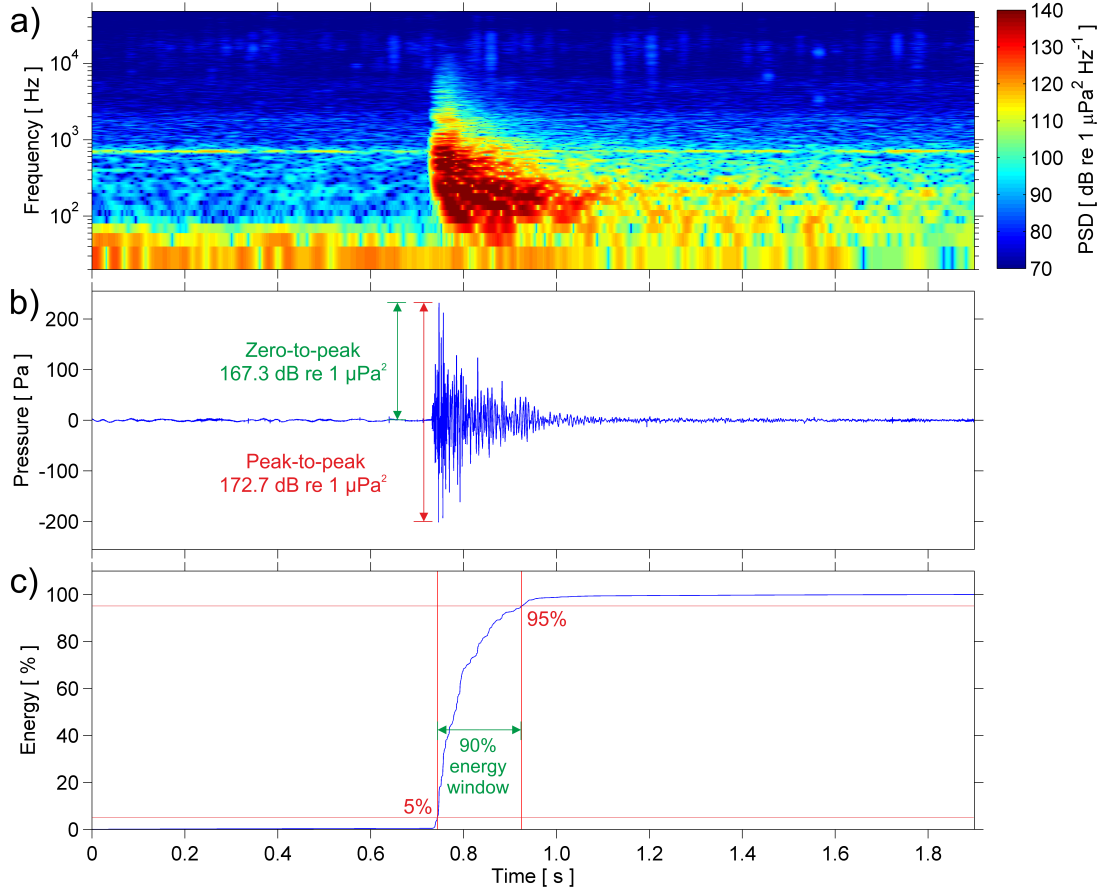 a)
Frequency [ Hz ]
10⁴
10³
10²
140
130
120
110
100
90
80
70
PSD [ dB re 1 µPa² Hz⁻¹ ]
b)
Pressure [ Pa ]
200
100
0
-100
-200
Zero-to-peak
167.3 dB re 1 µPa²
Peak-to-peak
172.7 dB re 1 µPa²
c)
Energy [ % ]
100
80
60
40
20
0
95%
90%
energy
window
5%
0 0.2 0.4 0.6 0.8 1.0 1.2 1.4 1.6 1.8
Time [ s ]